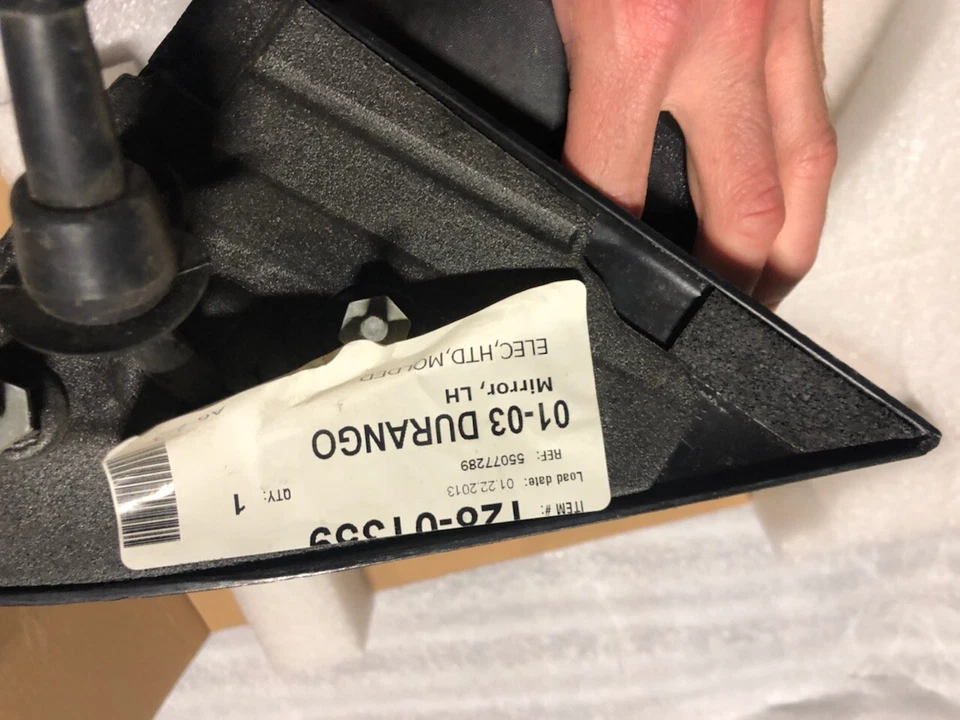 ITEM #:
Load date: 01.22.2013
REF: 55077289
QTY: 1
01-03 DURANGO
Mirror, LH
ELEC,HTD,MOLDED